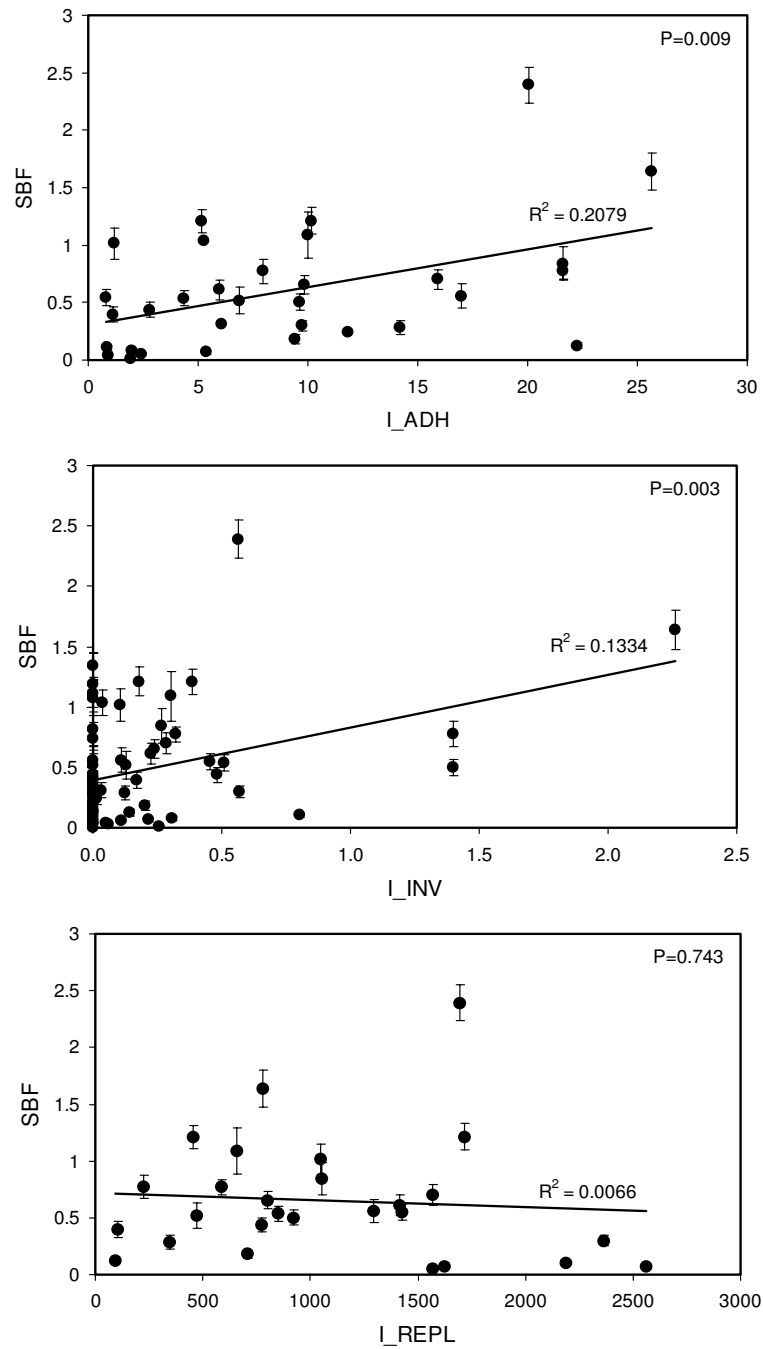 3
P=0.009
2.5
2
SBF
1.5
R² = 0.2079
1
0.5
0
0 5 10 15 20 25 30
I_ADH
3
P=0.003
2.5
2
SBF
1.5
R² = 0.1334
1
0.5
0
0.0 0.5 1.0 1.5 2.0 2.5
I_INV
3
P=0.743
2.5
2
SBF
1.5
1
R² = 0.0066
0.5
0
0 500 1000 1500 2000 2500 3000
I_REPL